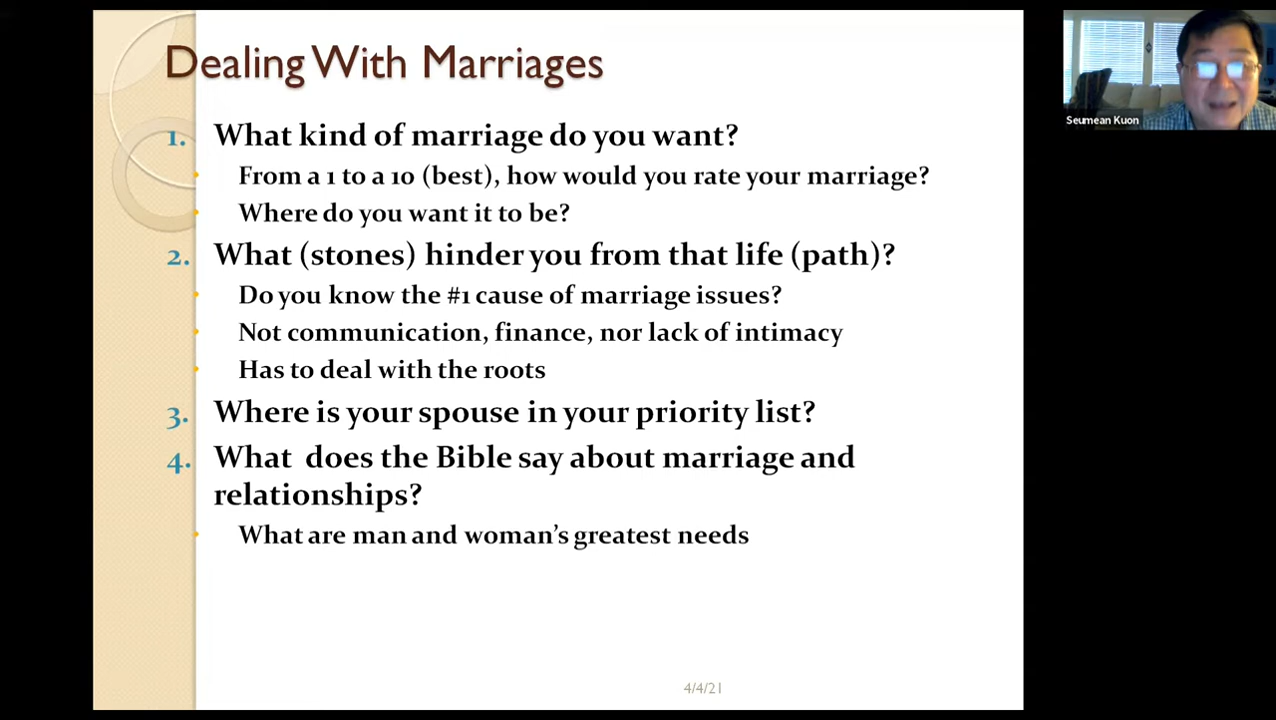 Dealing With Marriages
1. What kind of marriage do you want?
• From a 1 to a 10 (best), how would you rate your marriage?
• Where do you want it to be?
2. What (stones) hinder you from that life (path)?
• Do you know the #1 cause of marriage issues?
• Not communication, finance, nor lack of intimacy
• Has to deal with the roots
3. Where is your spouse in your priority list?
4. What  does the Bible say about marriage and
relationships?
• What are man and woman’s greatest needs
4/4/21
Seumean Kuon